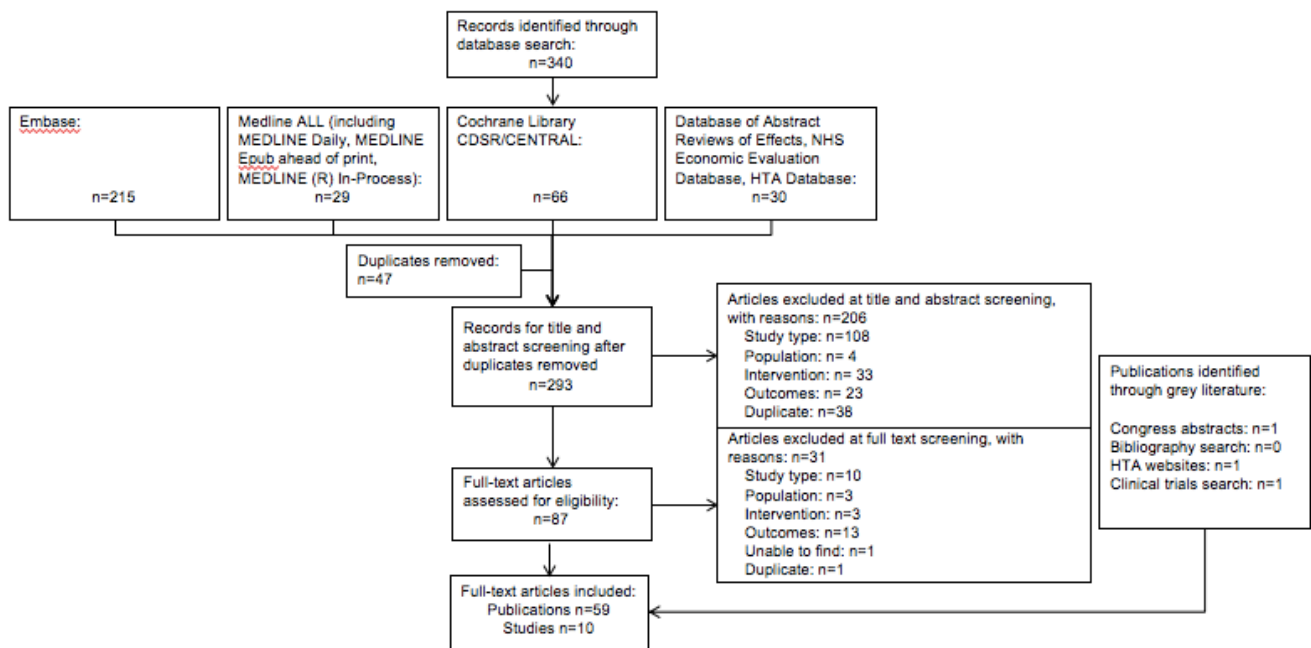 Records identified through
database search:
n=340
Embase:
n=215
Medline ALL (including
MEDLINE Daily, MEDLINE
Epub ahead of print,
MEDLINE (R) In-Process):
n=29
Cochrane Library
CDSR/CENTRAL:
n=66
Database of Abstract
Reviews of Effects, NHS
Economic Evaluation
Database, HTA Database:
n=30
Duplicates removed:
n=47
Records for title and
abstract screening after
duplicates removed
n=293
Articles excluded at title and abstract screening,
with reasons: n=206
Study type: n=108
Population: n= 4
Intervention: n= 33
Outcomes: n= 23
Duplicate: n=38
Articles excluded at full text screening, with
reasons: n=31
Study type: n=10
Population: n=3
Intervention: n=3
Outcomes: n=13
Unable to find: n=1
Duplicate: n=1
Publications identified
through grey literature:
Congress abstracts: n=1
Bibliography search: n=0
HTA websites: n=1
Clinical trials search: n=1
Full-text articles
assessed for eligibility:
n=87
Full-text articles included:
Publications n=59
Studies n=10